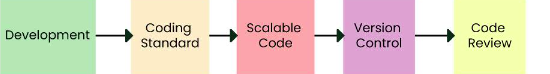 Development
Coding
Standard
Scalable
Code
Version
Control
Code
Review